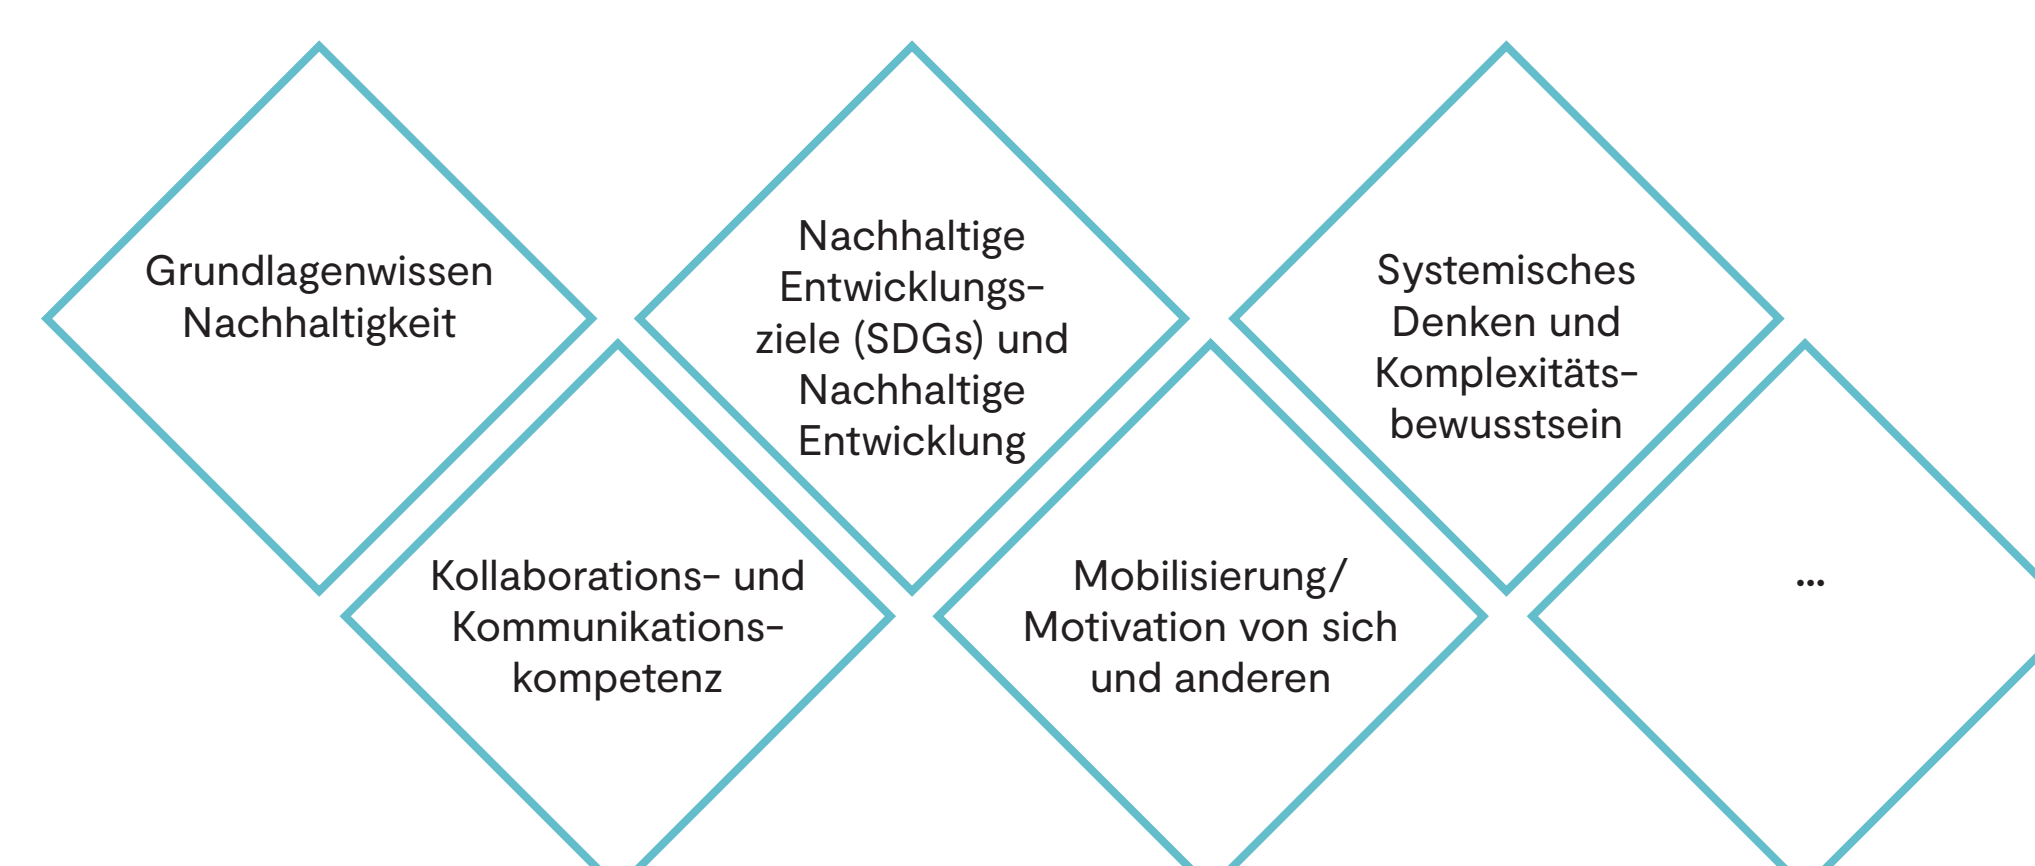 Grundlagenwissen
Nachhaltigkeit
Nachhaltige
Entwicklungs-
ziele (SDGs) und
Nachhaltige
Entwicklung
Systemisches
Denken und
Komplexitäts-
bewusstsein
Kollaborations- und
Kommunikations-
kompetenz
Mobilisierung/
Motivation von sich
und anderen
...